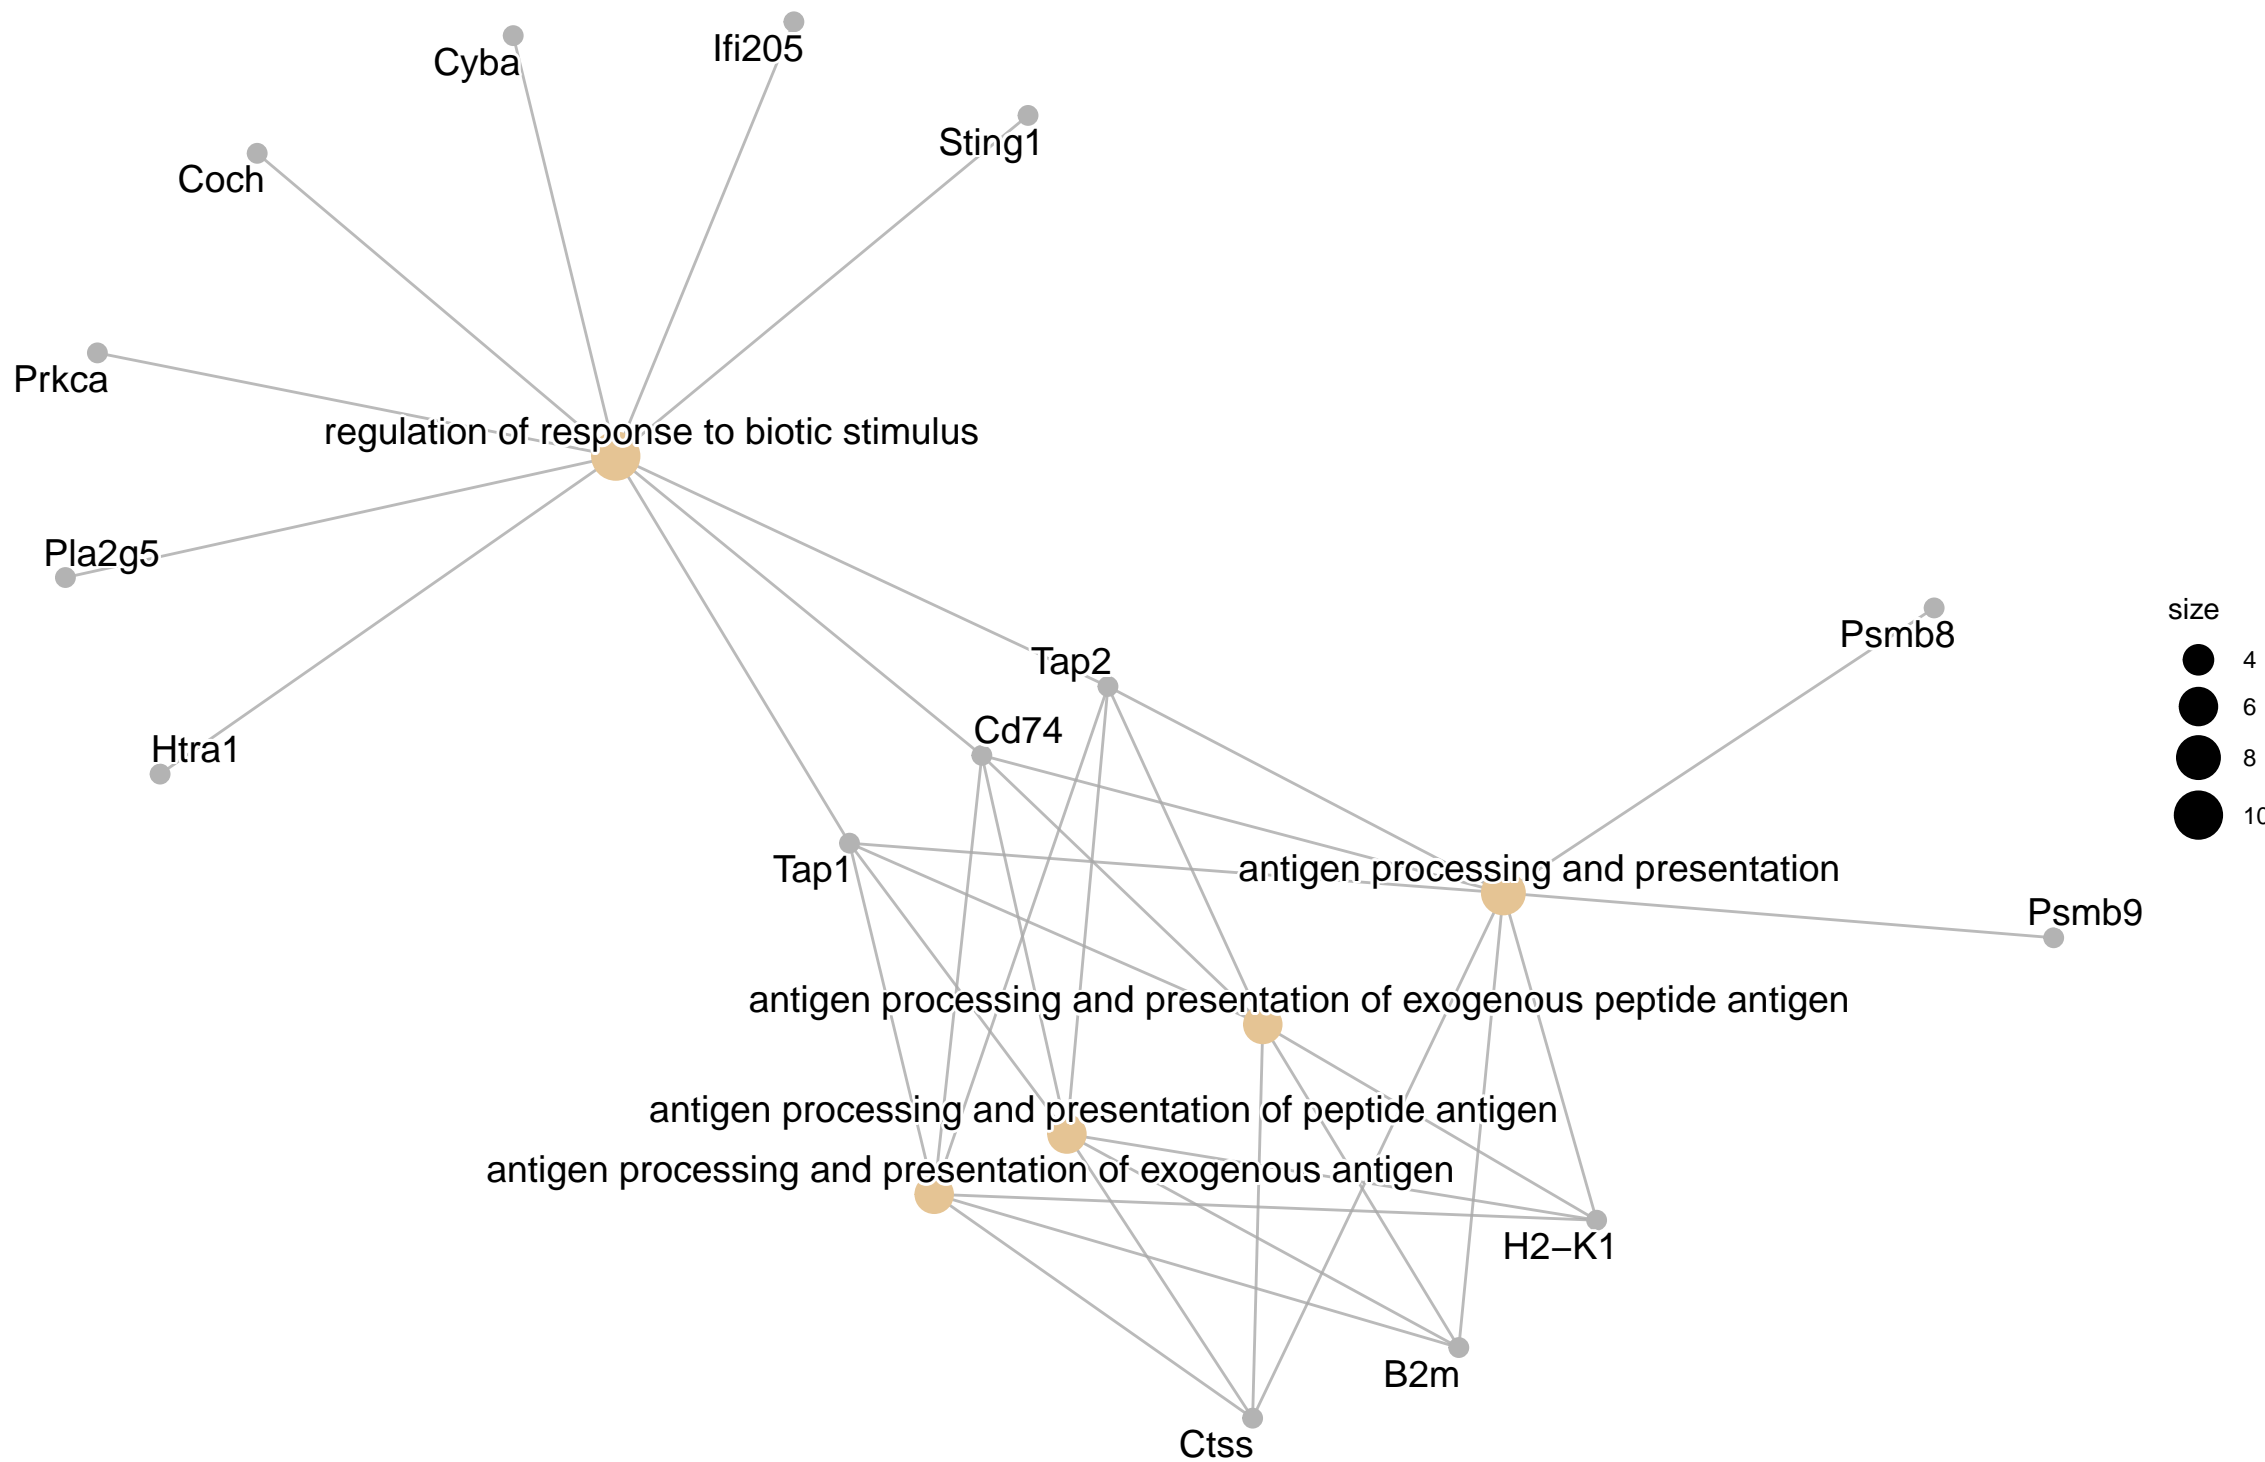 Ifi205
Cyba
Sting1
Coch
Prkca
regulation of response to biotic stimulus
Pla2g5
size
Psmb8
4
Tap2
6
Cd74
Htra1
8
10
Tap1
antigen processing and presentation
Psmb9
antigen processing and presentation of exogenous peptide antigen
antigen processing and presentation of peptide antigen
antigen processing and presentation of exogenous antigen
H2−K1
B2m
Ctss